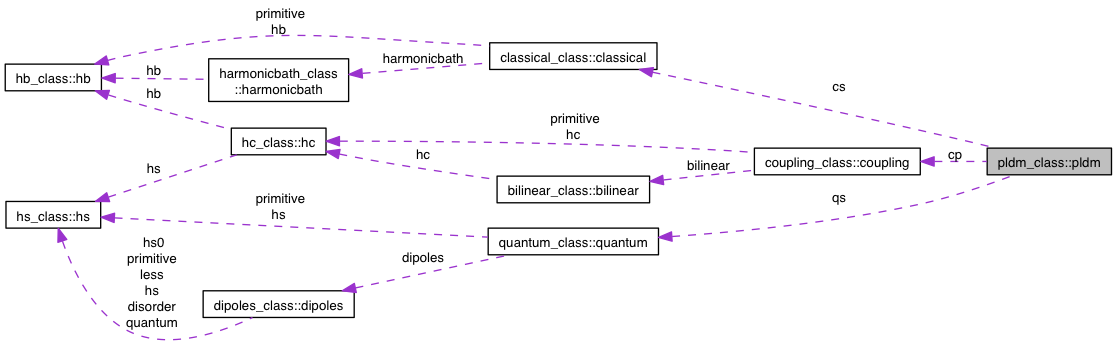 primitive
hb
classical_class::classical
harmonicbath
hb_class::hb
hb
harmonicbath_class
::harmonicbath
hb
cs
primitive
hc
hc_class::hc
hc
coupling_class::coupling
cp
pldm_class::pldm
bilinear
hs
bilinear_class::bilinear
qs
primitive
hs
hs_class::hs
quantum_class::quantum
dipoles
hs0
primitive
less
hs
disorder
quantum
dipoles_class::dipoles